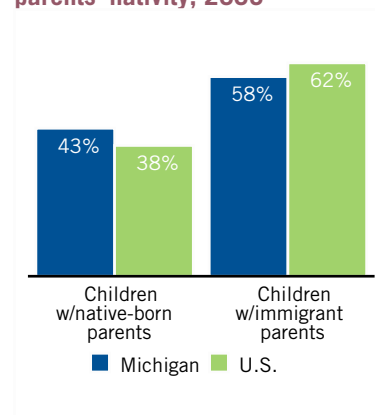 43%
38%
58%
62%
Children
w/native-born
parents
Children
w/immigrant
parents
Michigan
U.S.